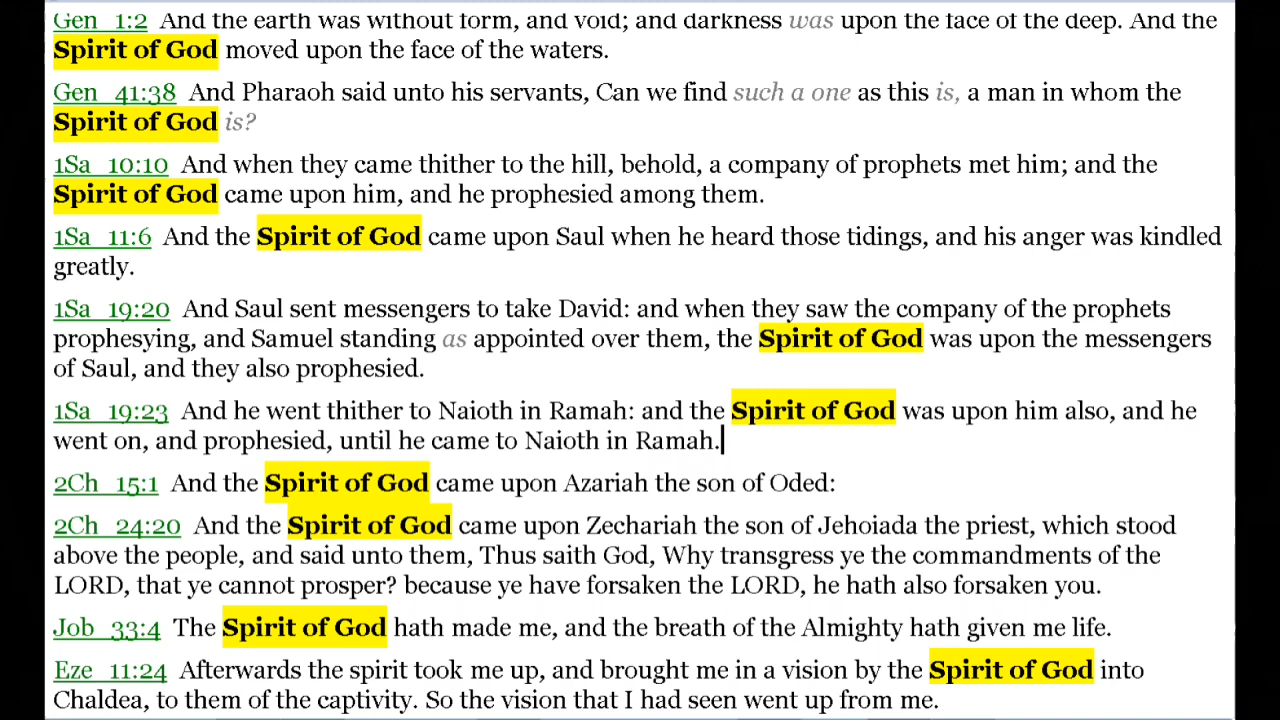 Gen 1:2 And the earth was without form, and void; and darkness was upon the face of the deep. And the
Spirit of God moved upon the face of the waters.
Gen 41:38 And Pharaoh said unto his servants, Can we find such a one as this is, a man in whom the
Spirit of God is?
1Sa 10:10 And when they came thither to the hill, behold, a company of prophets met him; and the
Spirit of God came upon him, and he prophesied among them.
1Sa 11:6 And the Spirit of God came upon Saul when he heard those tidings, and his anger was kindled
greatly.
1Sa 19:20 And Saul sent messengers to take David: and when they saw the company of the prophets
prophesying, and Samuel standing as appointed over them, the Spirit of God was upon the messengers
of Saul, and they also prophesied.
1Sa 19:23 And he went thither to Naioth in Ramah: and the Spirit of God was upon him also, and he
went on, and prophesied, until he came to Naioth in Ramah.
2Ch 15:1 And the Spirit of God came upon Azariah the son of Oded:
2Ch 24:20 And the Spirit of God came upon Zechariah the son of Jehoiada the priest, which stood
above the people, and said unto them, Thus saith God, Why transgress ye the commandments of the
LORD, that ye cannot prosper? because ye have forsaken the LORD, he hath also forsaken you.
Job 33:4 The Spirit of God hath made me, and the breath of the Almighty hath given me life.
Eze 11:24 Afterwards the spirit took me up, and brought me in a vision by the Spirit of God into
Chaldea, to them of the captivity. So the vision that I had seen went up from me.